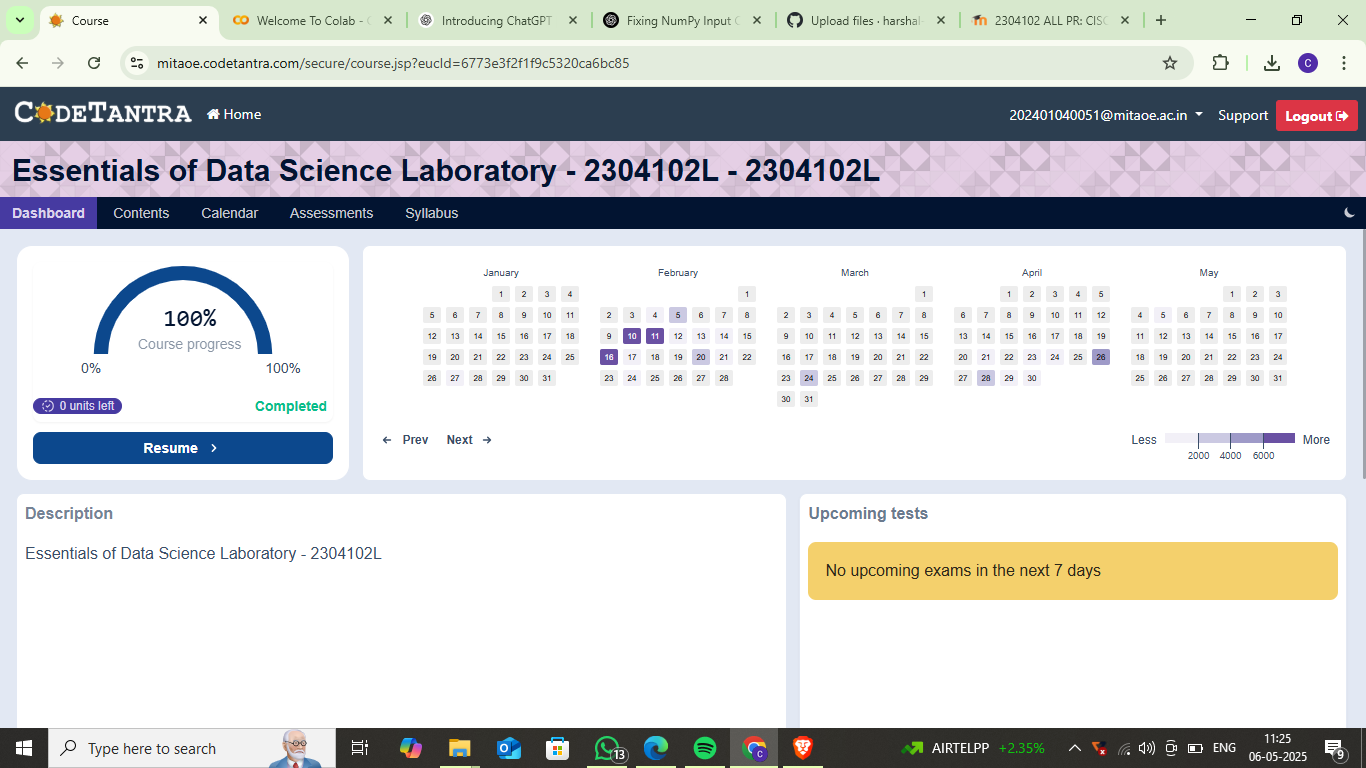 Course
Welcome To Colab - C
Introducing ChatGPT
Fixing NumPy Input C
Upload files · harshal
2304102 ALL PR: CISC
mitaoe.codetantra.com/secure/course.jsp?eucId=6773e3f2f1f9c5320ca6bc85
C
CODETANTRA
Home
202401040051@mitaoe.ac.in
Support
Logout
Essentials of Data Science Laboratory - 2304102L - 2304102L
Dashboard
Contents
Calendar
Assessments
Syllabus
100%
Course progress
0%
100%
0 units left
Completed
Resume
January
1 2 3 4
5 6 7 8 9 10 11
12 13 14 15 16 17 18
19 20 21 22 23 24 25
26 27 28 29 30 31
February
1
2 3 4 5 6 7 8
9 10 11 12 13 14 15
16 17 18 19 20 21 22
23 24 25 26 27 28
March
1
2 3 4 5 6 7 8
9 10 11 12 13 14 15
16 17 18 19 20 21 22
23 24 25 26 27 28 29
30 31
April
1 2 3 4 5
6 7 8 9 10 11 12
13 14 15 16 17 18 19
20 21 22 23 24 25 26
27 28 29 30
May
1 2 3
4 5 6 7 8 9 10
11 12 13 14 15 16 17
18 19 20 21 22 23 24
25 26 27 28 29 30 31
Prev
Next
Less
2000 4000 6000
More
Description
Essentials of Data Science Laboratory - 2304102L
Upcoming tests
No upcoming exams in the next 7 days
Type here to search
13
C
AIRTELPP +2.35%
ENG
11:25
06-05-2025
9